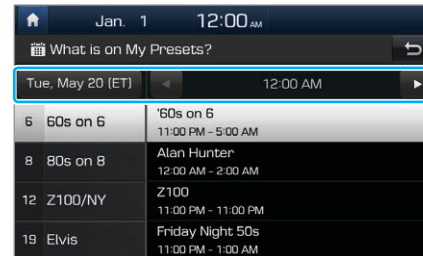 Jan. 1 12:00 AM
What is on My Presets?
Tue, May 20 (ET) 12:00 AM
6 60s on 6 '60s on 6
11:00 PM - 5:00 AM
8 80s on 8 Alan Hunter
12:00 AM - 2:00 AM
12 Z100/NY Z100
11:00 PM - 11:00 PM
19 Elvis Friday Night 50s
11:00 PM - 1:00 AM